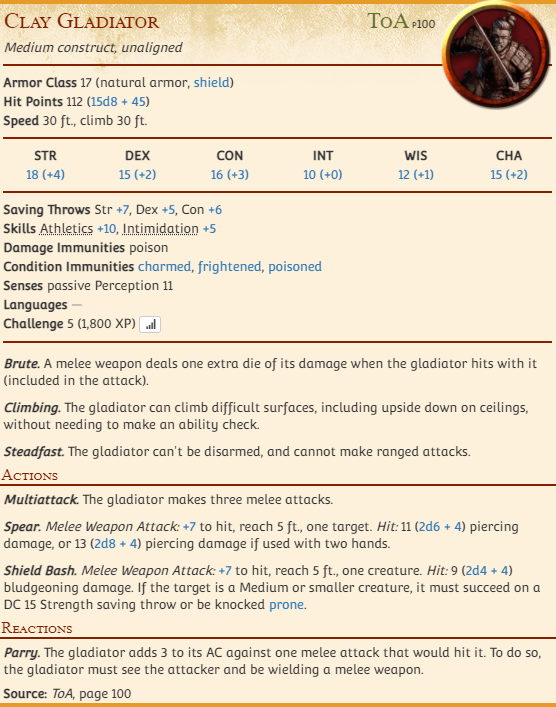 Clay Gladiator
ToA p100
Medium construct, unaligned
Armor Class 17 (natural armor, shield)
Hit Points 112 (15d8 + 45)
Speed 30 ft., climb 30 ft.
STR DEX CON INT WIS CHA
18 (+4) 15 (+2) 16 (+3) 10 (+0) 12 (+1) 15 (+2)
Saving Throws Str +7, Dex +5, Con +6
Skills Athletics +10, Intimidation +5
Damage Immunities poison
Condition Immunities charmed, frightened, poisoned
Senses passive Perception 11
Languages —
Challenge 5 (1,800 XP)
Brute. A melee weapon deals one extra die of its damage when the gladiator hits with it
(included in the attack).
Climbing. The gladiator can climb difficult surfaces, including upside down on ceilings,
without needing to make an ability check.
Steadfast. The gladiator can't be disarmed, and cannot make ranged attacks.
Actions
Multiattack. The gladiator makes three melee attacks.
Spear. Melee Weapon Attack: +7 to hit, reach 5 ft., one target. Hit: 11 (2d6 + 4) piercing
damage, or 13 (2d8 + 4) piercing damage if used with two hands.
Shield Bash. Melee Weapon Attack: +7 to hit, reach 5 ft., one creature. Hit: 9 (2d4 + 4)
bludgeoning damage. If the target is a Medium or smaller creature, it must succeed on a
DC 15 Strength saving throw or be knocked prone.
Reactions
Parry. The gladiator adds 3 to its AC against one melee attack that would hit it. To do so,
the gladiator must see the attacker and be wielding a melee weapon.
Source: ToA, page 100